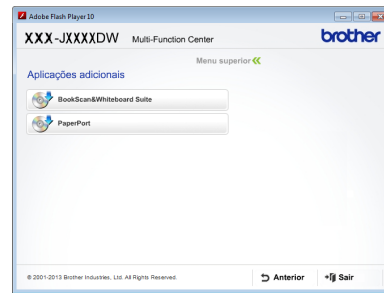 Adobe Flash Player 10
XXX-JXXXXDW Multi-Function Center
brother
Menu superior
Aplicações adicionais
BookScan&Whiteboard Suite
PaperPort
© 2001-2013 Brother Industries, Ltd. All Rights Reserved.
Anterior
Sair